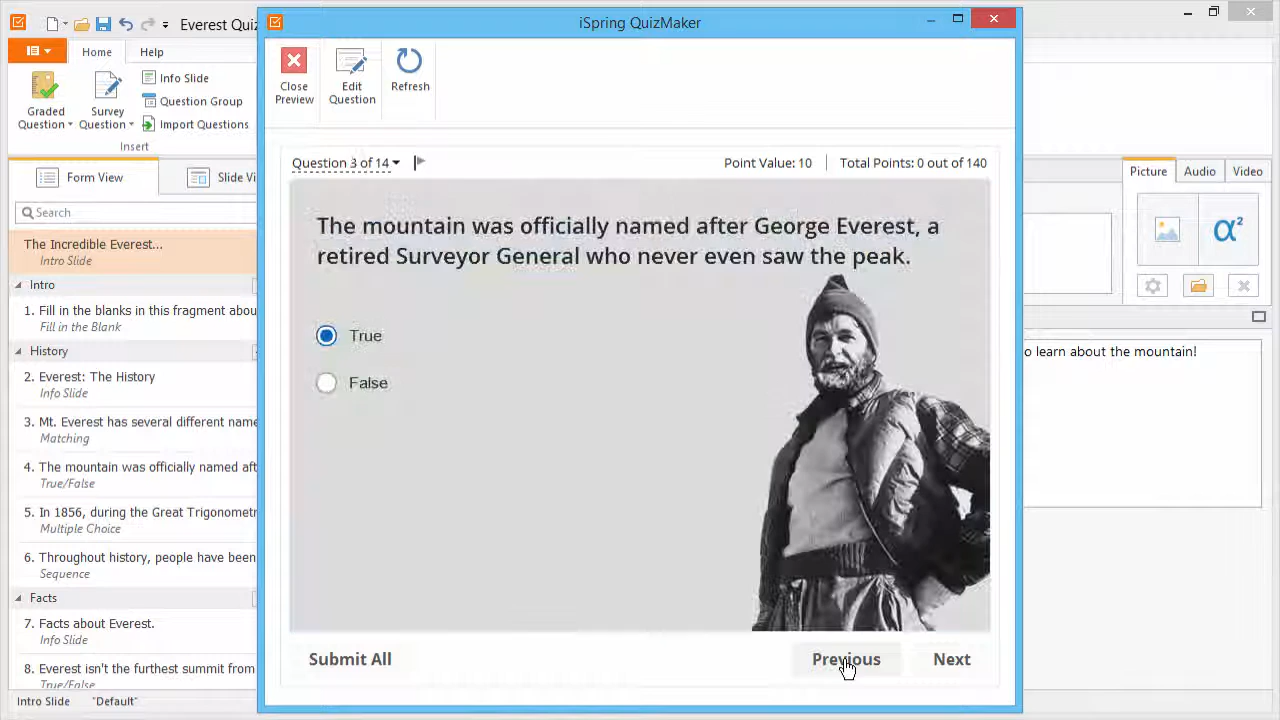 Everest Quiz
iSpring QuizMaker
Home
Help
Graded
Question
Survey
Question
Info Slide
Question Group
Import Questions
Insert
Close
Preview
Edit
Question
Refresh
Form View
Slide Vi
Search
The Incredible Everest...
Intro Slide
Intro
1. Fill in the blanks in this fragment abou
Fill in the Blank
History
2. Everest: The History
Info Slide
3. Mt. Everest has several different name
Matching
4. The mountain was officially named aft
True/False
5. In 1856, during the Great Trigonometr
Multiple Choice
6. Throughout history, people have been
Sequence
Facts
7. Facts about Everest.
Info Slide
8. Everest isn't the furthest summit from
True/False
Intro Slide
"Default"
Question 3 of 14
Point Value: 10
Total Points: 0 out of 140
The mountain was officially named after George Everest, a
retired Surveyor General who never even saw the peak.
True
False
Submit All
Previous
Next
Picture
Audio
Video
α²
o learn about the mountain!